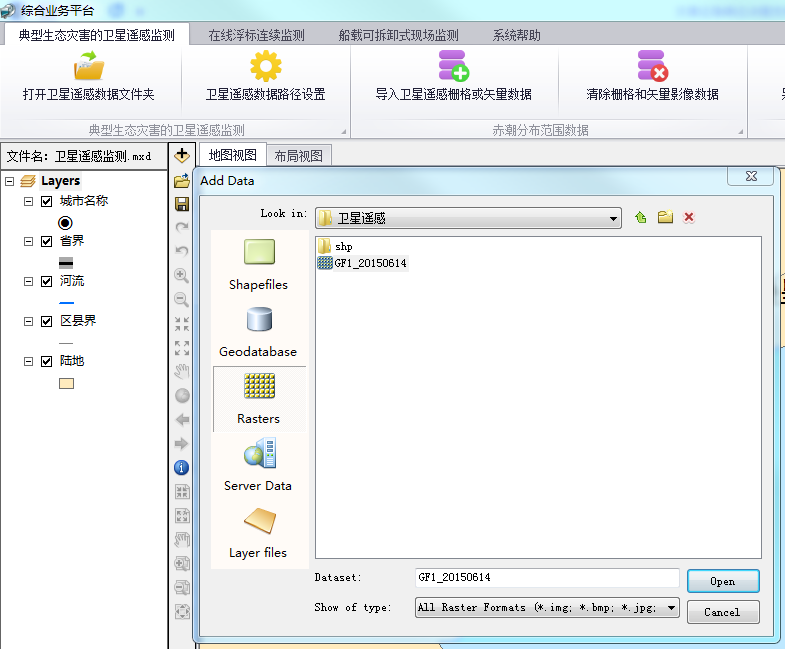 综合业务平台
典型生态灾害的卫星遥感监测 在线浮标连续监测 船载可拆卸式现场监测 系统帮助
打开卫星遥感数据文件夹 卫星遥感数据路径设置 导入卫星遥感栅格或矢量数据 清除栅格和矢量影像数据
典型生态灾害的卫星遥感监测 赤潮分布范围数据
文件名: 卫星遥感监测.mxd 地图视图 布局视图
Layers
城市名称
省界
河流
区县界
陆地
Add Data
Look in: 卫星遥感
shp
GF1_20150614
Shapefiles
Geodatabase
Rasters
Server Data
Layer files
Dataset: GF1_20150614 Open
Show of type: All Raster Formats (*.img; *.bmp; *.jpg; Cancel